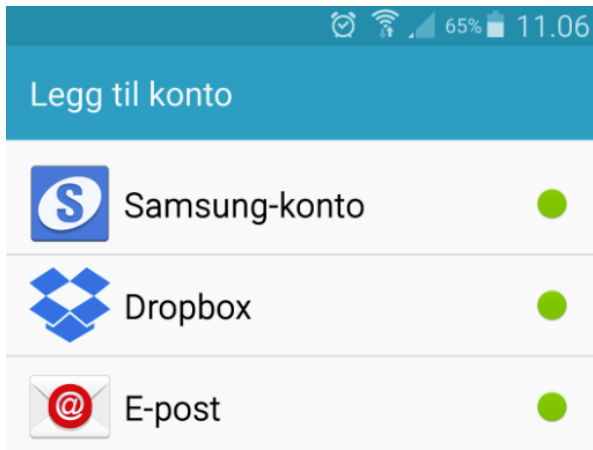 65% 11.06
Legg til konto
S Samsung-konto
Dropbox
@ E-post